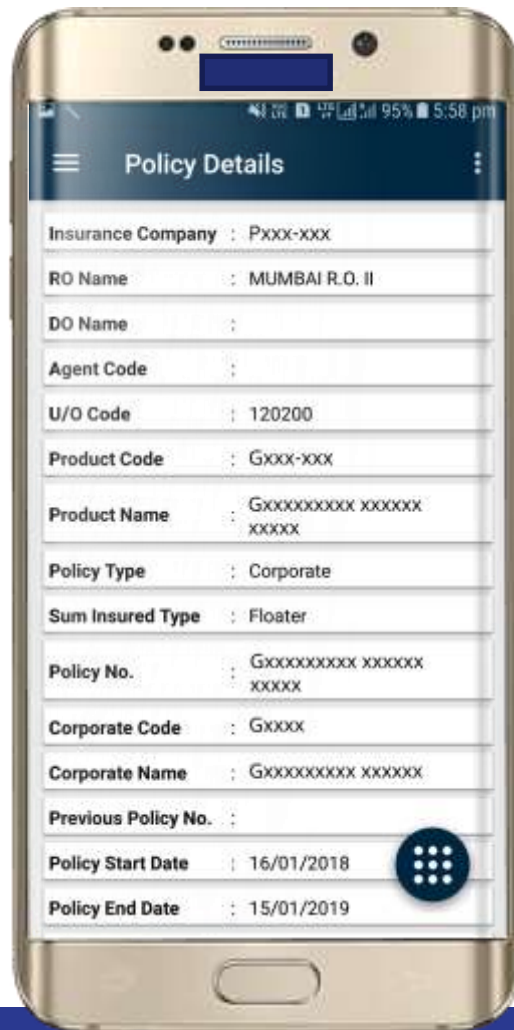 95% 5:58 pm
Policy Details
Insurance Company : Pxxx-xxx
RO Name : MUMBAI R.O. II
DO Name :
Agent Code :
U/O Code : 120200
Product Code : Gxxx-xxx
Product Name : Gxxxxxxxxx xxxxxx
xxxxx
Policy Type : Corporate
Sum Insured Type : Floater
Policy No. : Gxxxxxxxxx xxxxxx
xxxxx
Corporate Code : Gxxxx
Corporate Name : Gxxxxxxxxx xxxxxx
Previous Policy No. :
Policy Start Date : 16/01/2018
Policy End Date : 15/01/2019